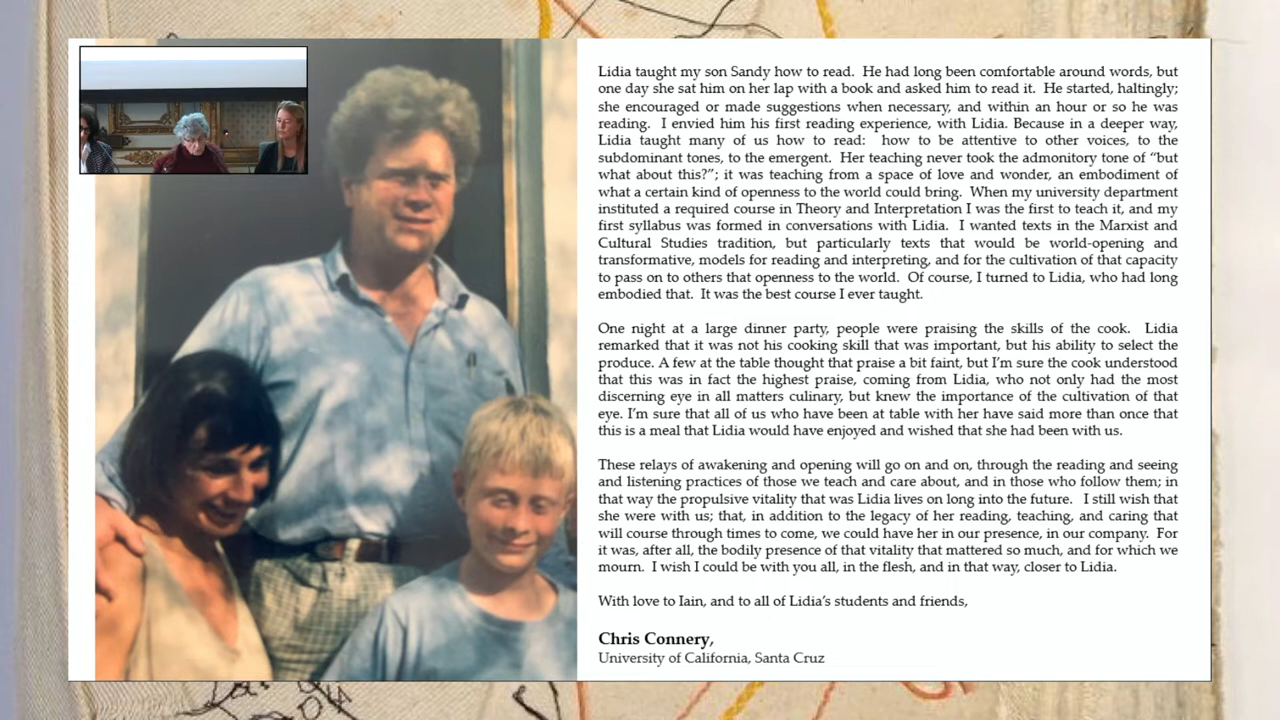 Lidia taught my son Sandy how to read. He had long been comfortable around words, but
one day she sat him on her lap with a book and asked him to read it. He started, haltingly;
she encouraged or made suggestions when necessary, and within an hour or so he was
reading. I envied him his first reading experience, with Lidia. Because in a deeper way,
Lidia taught many of us how to read: how to be attentive to other voices, to the
subdominant tones, to the emergent. Her teaching never took the admonitory tone of “but
what about this?”; it was teaching from a space of love and wonder, an embodiment of
what a certain kind of openness to the world could bring. When my university department
instituted a required course in Theory and Interpretation I was the first to teach it, and my
first syllabus was formed in conversations with Lidia. I wanted texts in the Marxist and
Cultural Studies tradition, but particularly texts that would be world-opening and
transformative, models for reading and interpreting, and for the cultivation of that capacity
to pass on to others that openness to the world. Of course, I turned to Lidia, who had long
embodied that. It was the best course I ever taught.
One night at a large dinner party, people were praising the skills of the cook. Lidia
remarked that it was not his cooking skill that was important, but his ability to select the
produce. A few at the table thought that praise a bit faint, but I’m sure the cook understood
that this was in fact the highest praise, coming from Lidia, who not only had the most
discerning eye in all matters culinary, but knew the importance of the cultivation of that
eye. I’m sure that all of us who have been at table with her have said more than once that
this is a meal that Lidia would have enjoyed and wished that she had been with us.
These relays of awakening and opening will go on and on, through the reading and seeing
and listening practices of those we teach and care about, and in those who follow them; in
that way the propulsive vitality that was Lidia lives on long into the future. I still wish that
she were with us; that, in addition to the legacy of her reading, teaching, and caring that
will course through times to come, we could have her in our presence, in our company. For
it was, after all, the bodily presence of that vitality that mattered so much, and for which we
mourn. I wish I could be with you all, in the flesh, and in that way, closer to Lidia.
With love to Iain, and to all of Lidia’s students and friends,
Chris Connery,
University of California, Santa Cruz